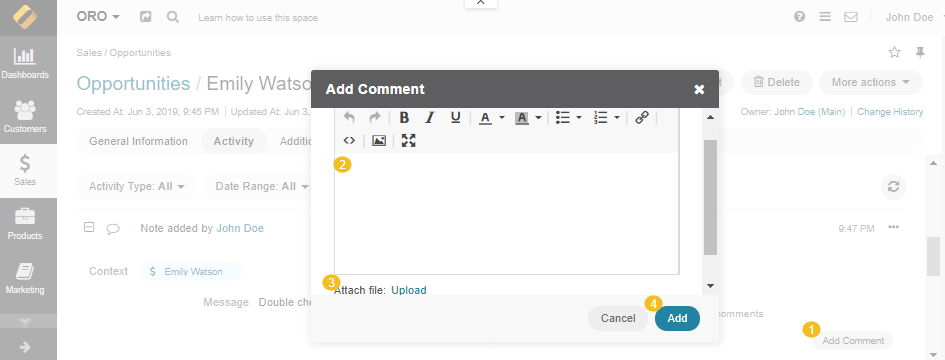 ORO
Learn how to use this space
John Doe
Dashboards
Customers
Sales
Products
Marketing
Sales / Opportunities
Opportunities / Emily Watso
Delete
More actions
Created At: Jun 3, 2019, 9:45 PM | Updated At: Jun 3,
Owner: John Doe (Main) | Change History
General Information
Activity
Additio
Activity Type: All
Date Range: All
Note added by John Doe
9:47 PM
Context
$ Emily Watson
Message Double che
comments
1
Add Comment
Add Comment
B I U A A
2
3
Attach file: Upload
Cancel
4
Add